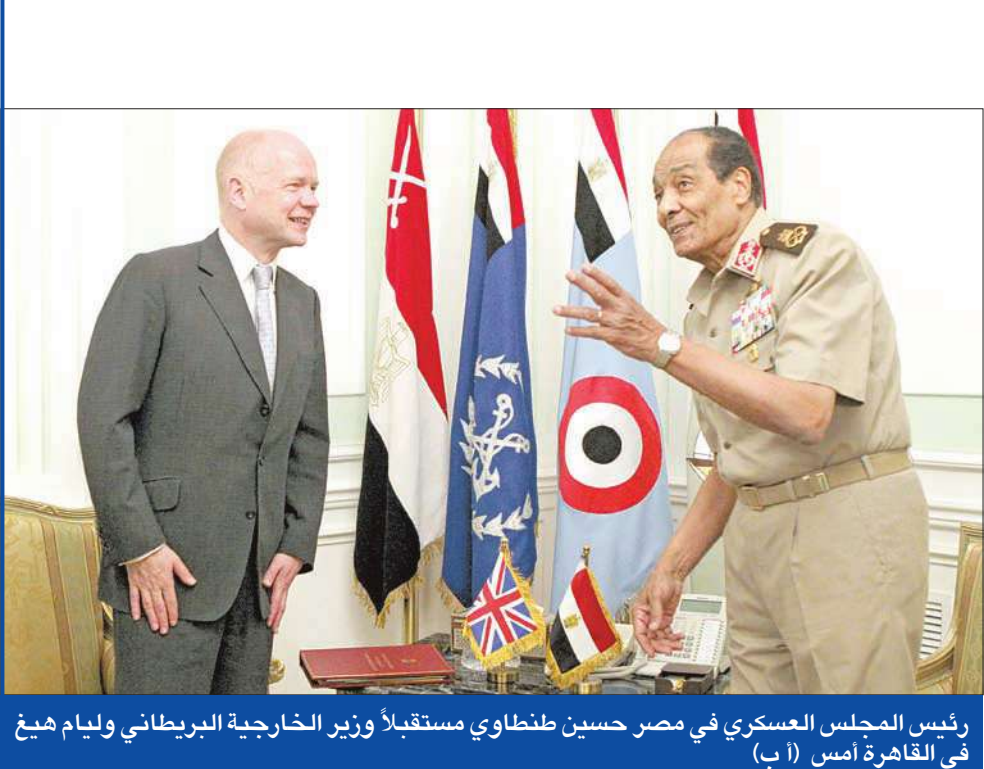 رئيس المجلس العسكري في مصر حسين طنطاوي مستقبلاً وزير الخارجية البريطاني وليام هيغ
في القاهرة أمس (أ ب)